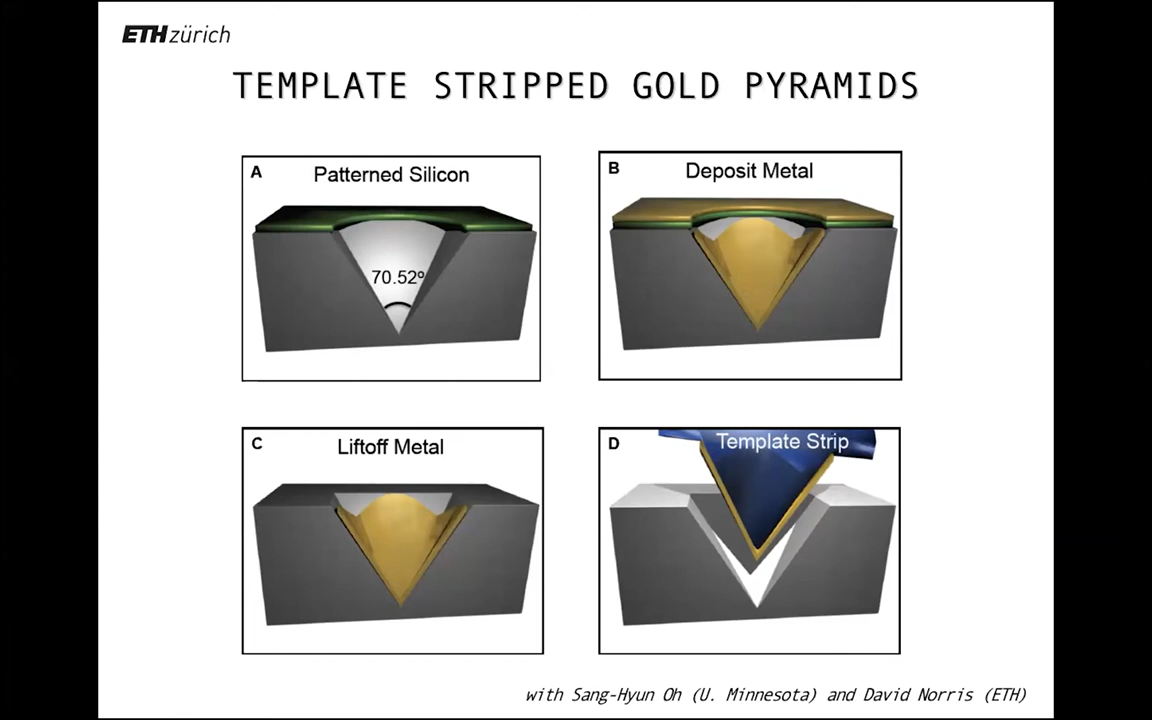 ETH zürich
TEMPLATE STRIPPED GOLD PYRAMIDS
A
Patterned Silicon
70.52º
B
Deposit Metal
C
Liftoff Metal
D
Template Strip
with Sang-Hyun Oh (U. Minnesota) and David Norris (ETH)